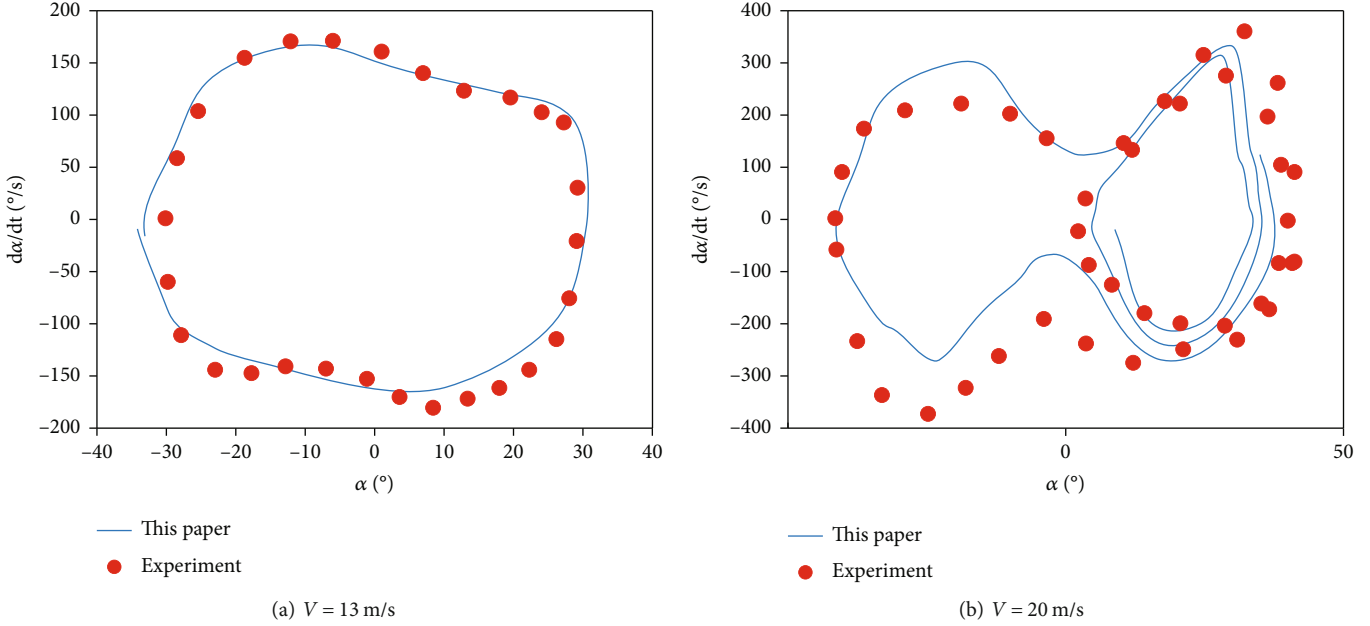 200
150
100
50
0
−50
−100
−150
−200
−40
−30
−20
−10
0
10
20
30
40
dα/dt (°/s)
α (°)
This paper
Experiment
(a) V = 13 m/s
400
300
200
100
0
−100
−200
−300
−400
0
50
dα/dt (°/s)
α (°)
This paper
Experiment
(b) V = 20 m/s